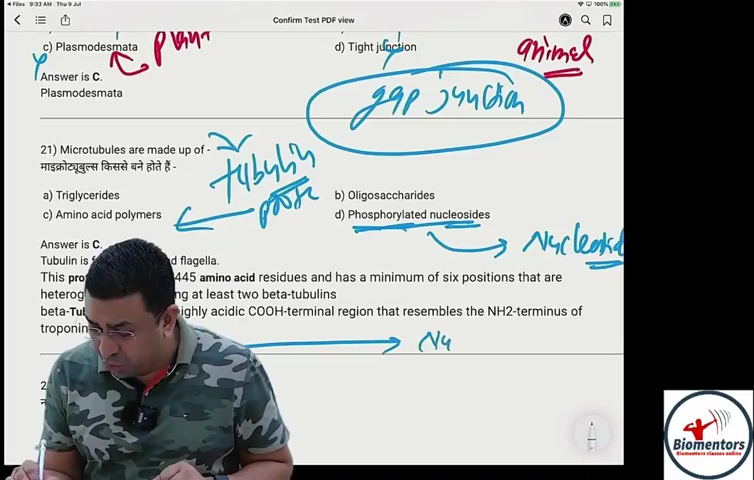 Files 9:33 AM Thu 9 Jul
100%
Confirm Test PDF view
c) Plasmodesmata
plant
d) Tight junction
animal
Answer is C.
Plasmodesmata
gap junction
21) Microtubules are made up of -
माइक्रोट्यूबुल्स किससे बने होते हैं -
tubulin
a) Triglycerides
b) Oligosaccharides
c) Amino acid polymers
d) Phosphorylated nucleosides
Answer is C.
Tubulin is f d flagella.
This pro 445 amino acid residues and has a minimum of six positions that are
heterog ing at least two beta-tubulins
beta-Tu ighly acidic COOH-terminal region that resembles the NH2-terminus of
troponin
Nu
2
Biomentors
Biomentors classes online